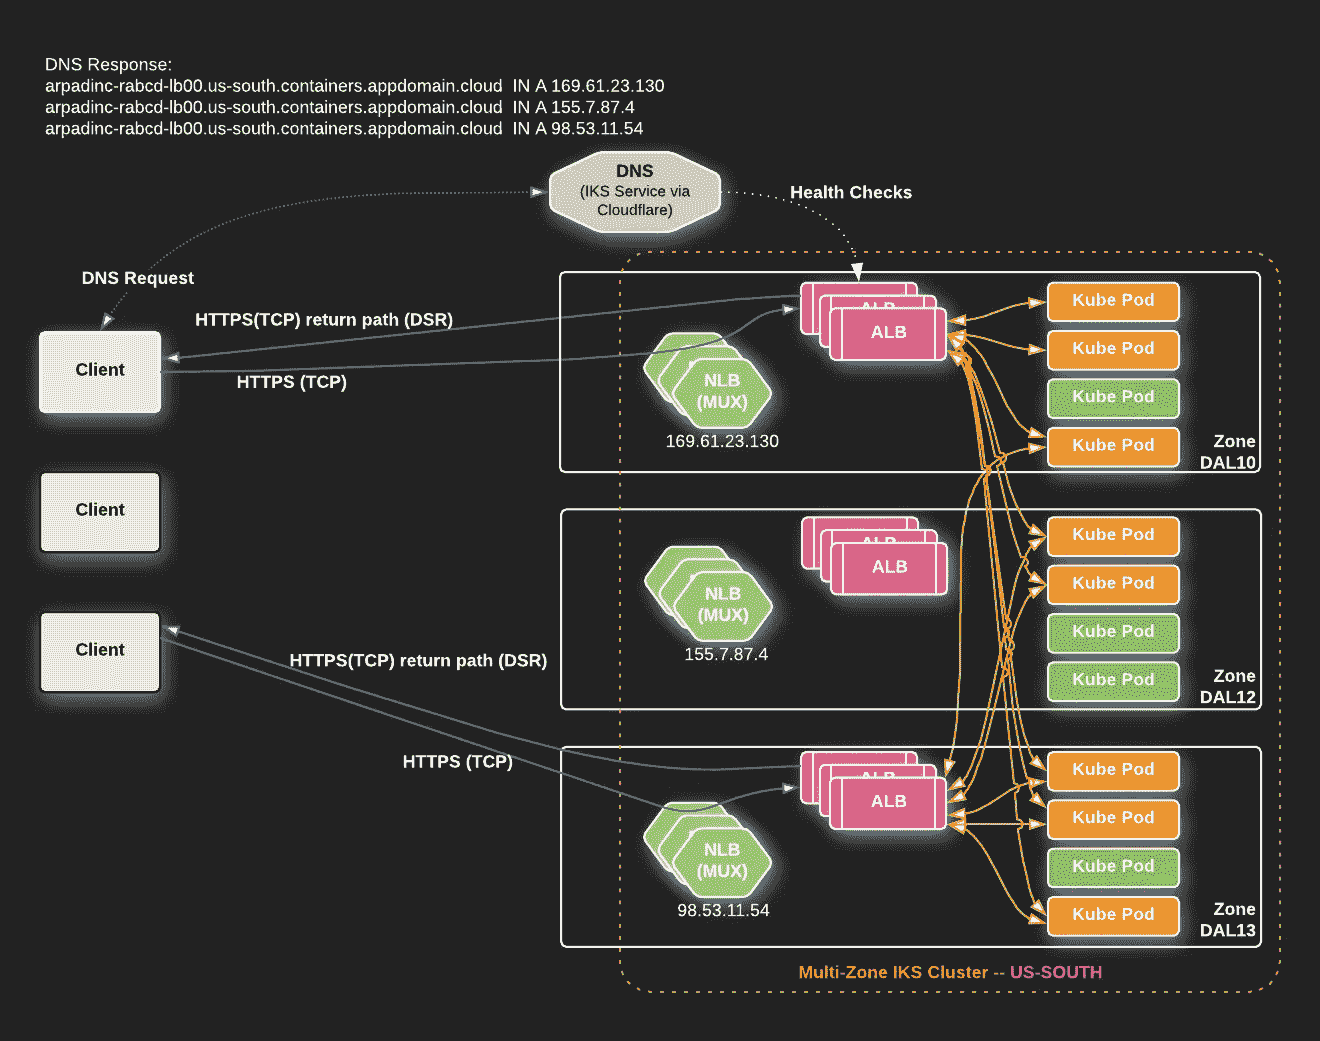 DNS Response:
arpadinc-rabcd-lb00.us-south.containers.appdomain.cloud  IN A 169.61.23.130
arpadinc-rabcd-lb00.us-south.containers.appdomain.cloud  IN A 155.7.87.4
arpadinc-rabcd-lb00.us-south.containers.appdomain.cloud  IN A 98.53.11.54
DNS
(IKS Service via
Cloudflare)
Health Checks
DNS Request
HTTPS(TCP) return path (DSR)
Client
HTTPS (TCP)
ALB
ALB
NLB
(MUX)
169.61.23.130
Kube Pod
Kube Pod
Kube Pod
Kube Pod
Zone
DAL10
Client
ALB
ALB
NLB
(MUX)
155.7.87.4
Kube Pod
Kube Pod
Kube Pod
Kube Pod
Zone
DAL12
Client
HTTPS(TCP) return path (DSR)
HTTPS (TCP)
ALB
ALB
NLB
(MUX)
98.53.11.54
Kube Pod
Kube Pod
Kube Pod
Kube Pod
Zone
DAL13
Multi-Zone IKS Cluster -- US-SOUTH